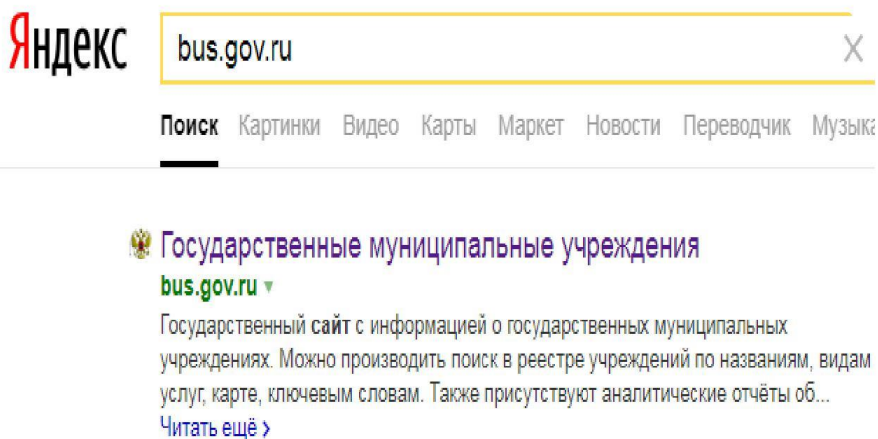 Яндекс
bus.gov.ru
Поиск Картинки Видео Карты Маркет Новости Переводчик Музыка
Государственные муниципальные учреждения
bus.gov.ru
Государственный сайт с информацией о государственных муниципальных
учреждениях. Можно производить поиск в реестре учреждений по названиям, видам
услуг, карте, ключевым словам. Также присутствуют аналитические отчёты об...
Читать ещё >